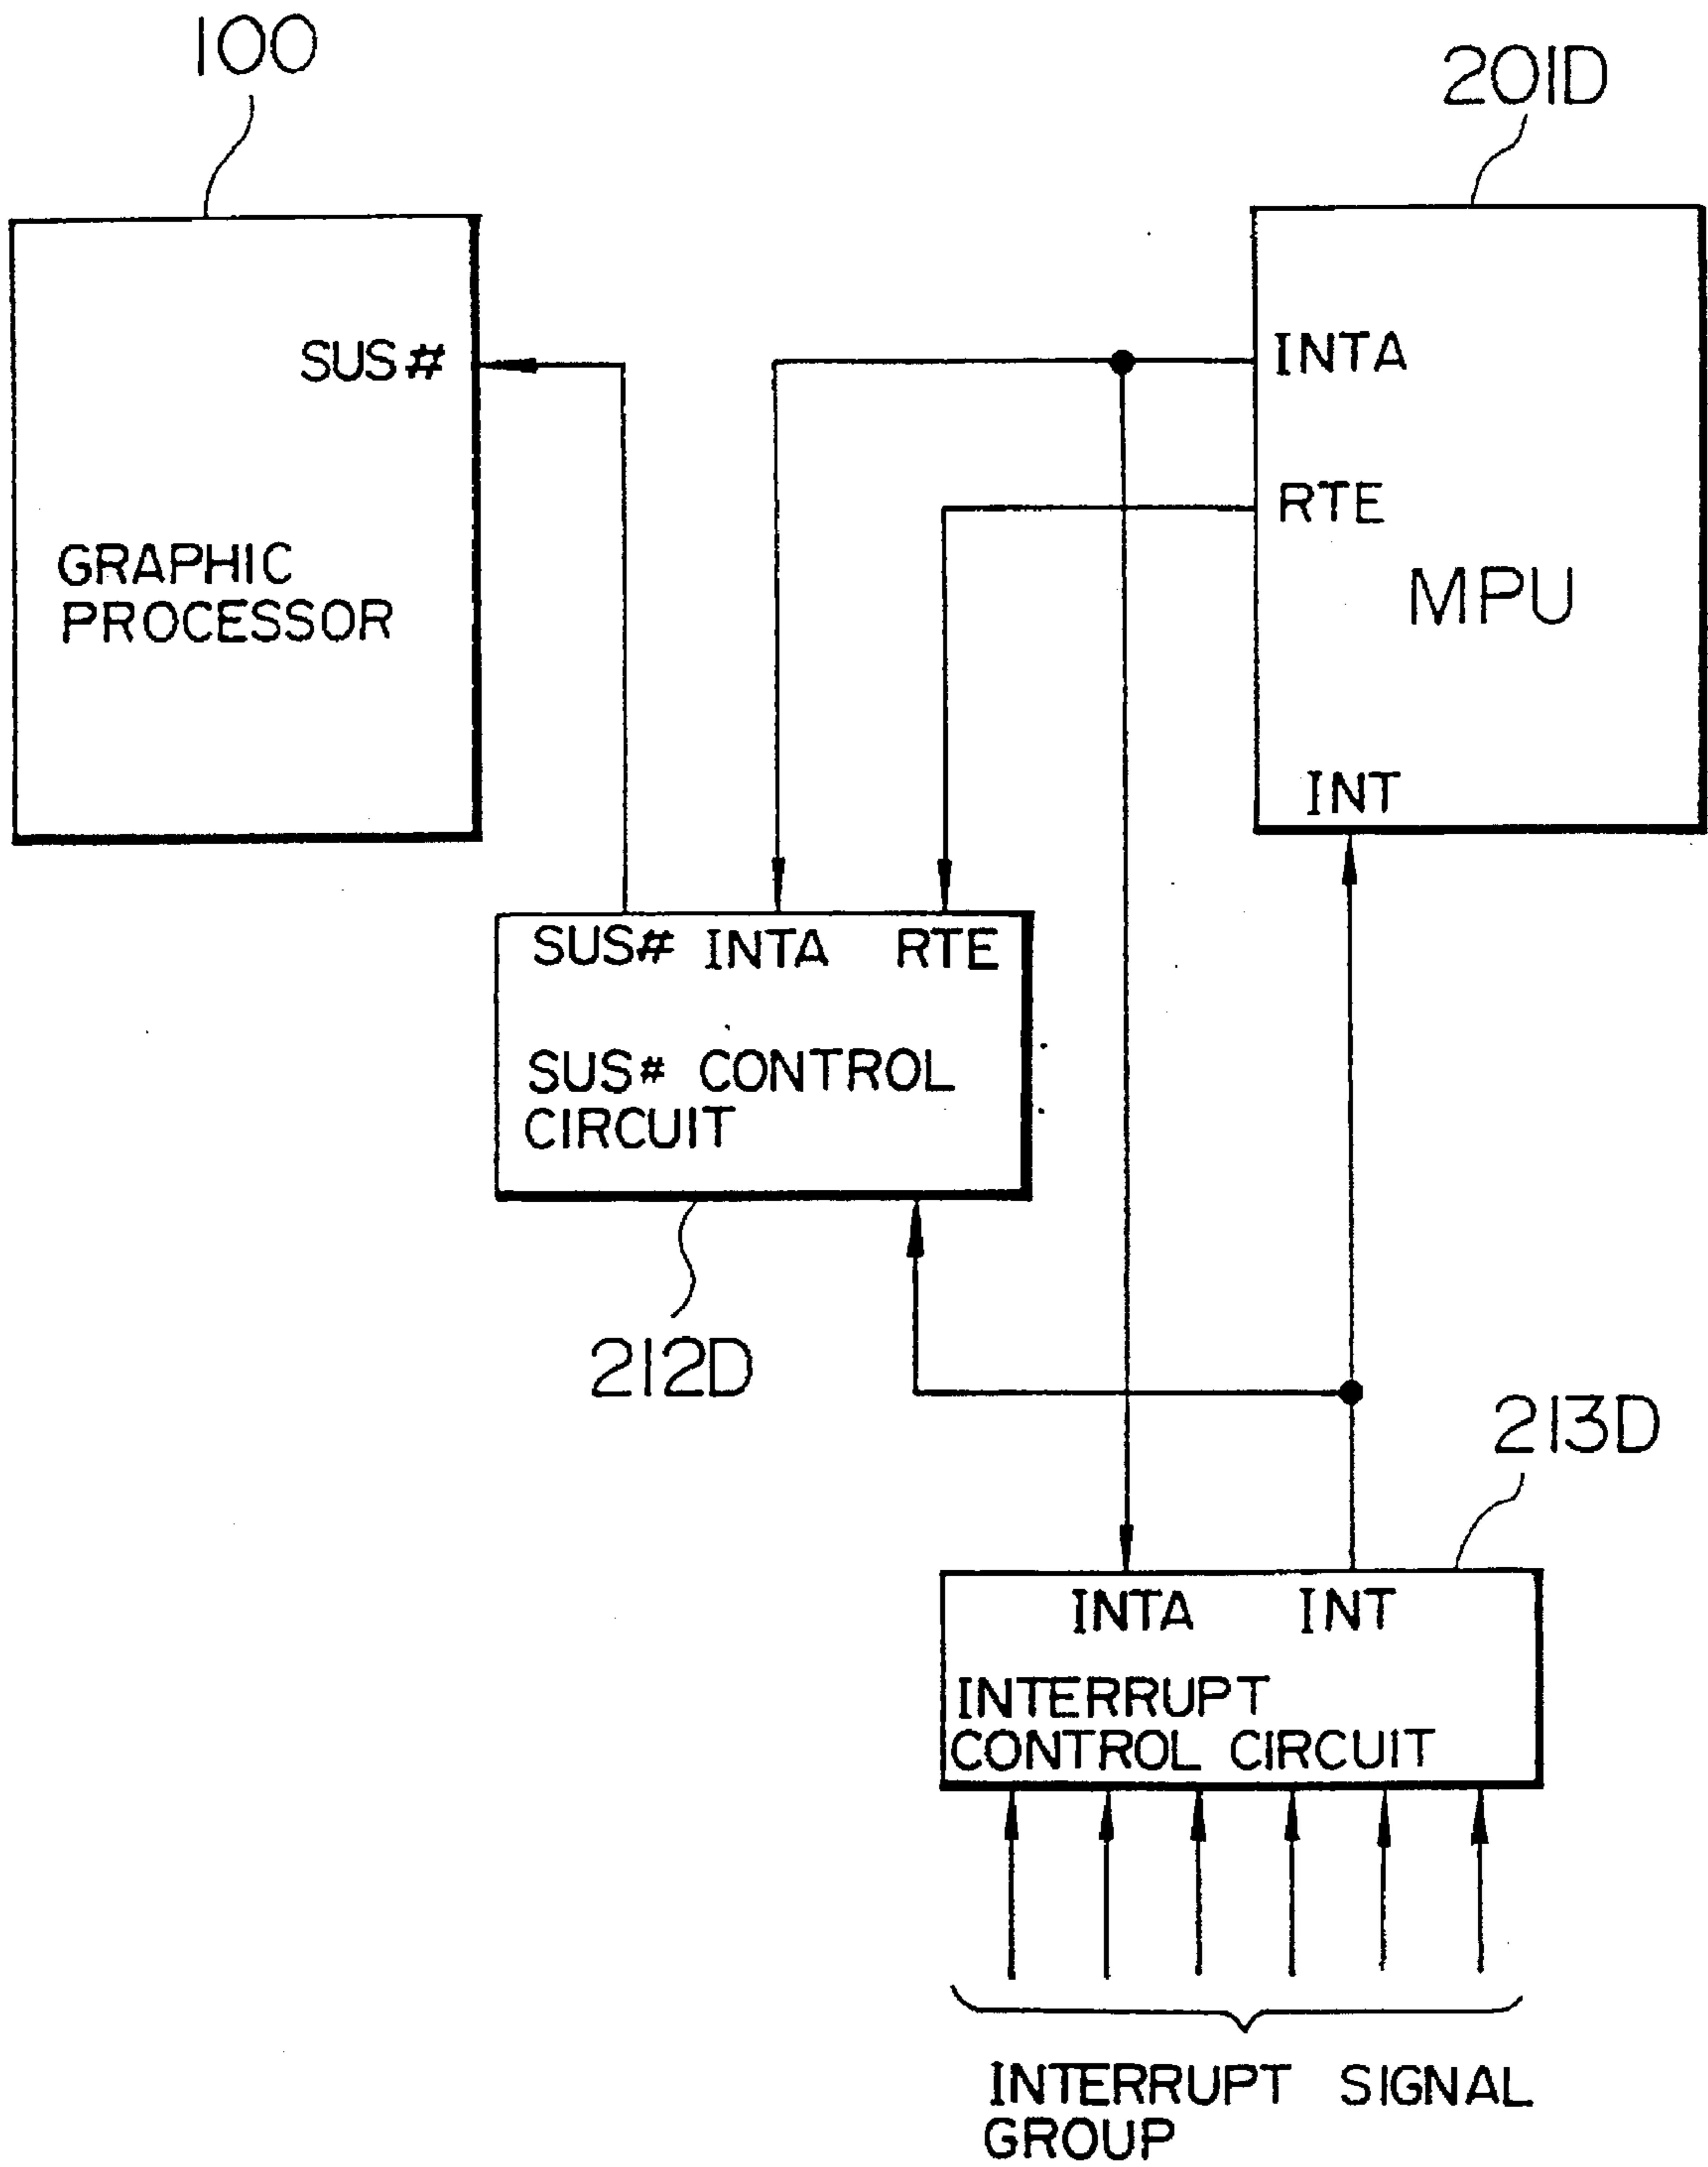 100
201D
SUS#
INTA
RTE
GRAPHIC
PROCESSOR
MPU
INT
SUS# INTA RTE
SUS# CONTROL
CIRCUIT
212D
213D
INTA INT
INTERRUPT
CONTROL CIRCUIT
INTERRUPT SIGNAL
GROUP